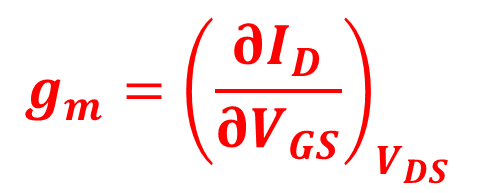 g_m = (∂I_D / ∂V_GS)_V_DS